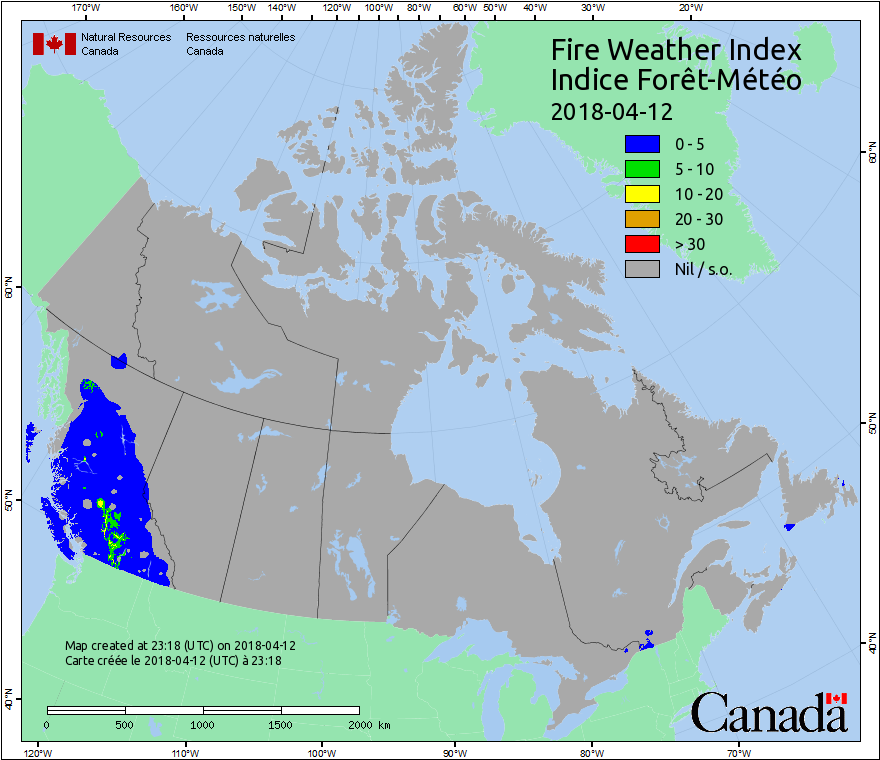 170°W 160°W 150°W 140°W 130°W 120°W 110°W 100°W 90°W 80°W 60°W 50°W 40°W 30°W 20°W
Natural Resources Canada
Ressources naturelles Canada
Fire Weather Index
Indice Forêt-Météo
2018-04-12
0 - 5
5 - 10
10 - 20
20 - 30
> 30
Nil / s.o.
60°N
50°N
40°N
60°N
50°N
40°N
Map created at 23:18 (UTC) on 2018-04-12
Carte créée le 2018-04-12 (UTC) à 23:18
0 500 1000 1500 2000 km
Canada
120°W 110°W 100°W 90°W 80°W 70°W